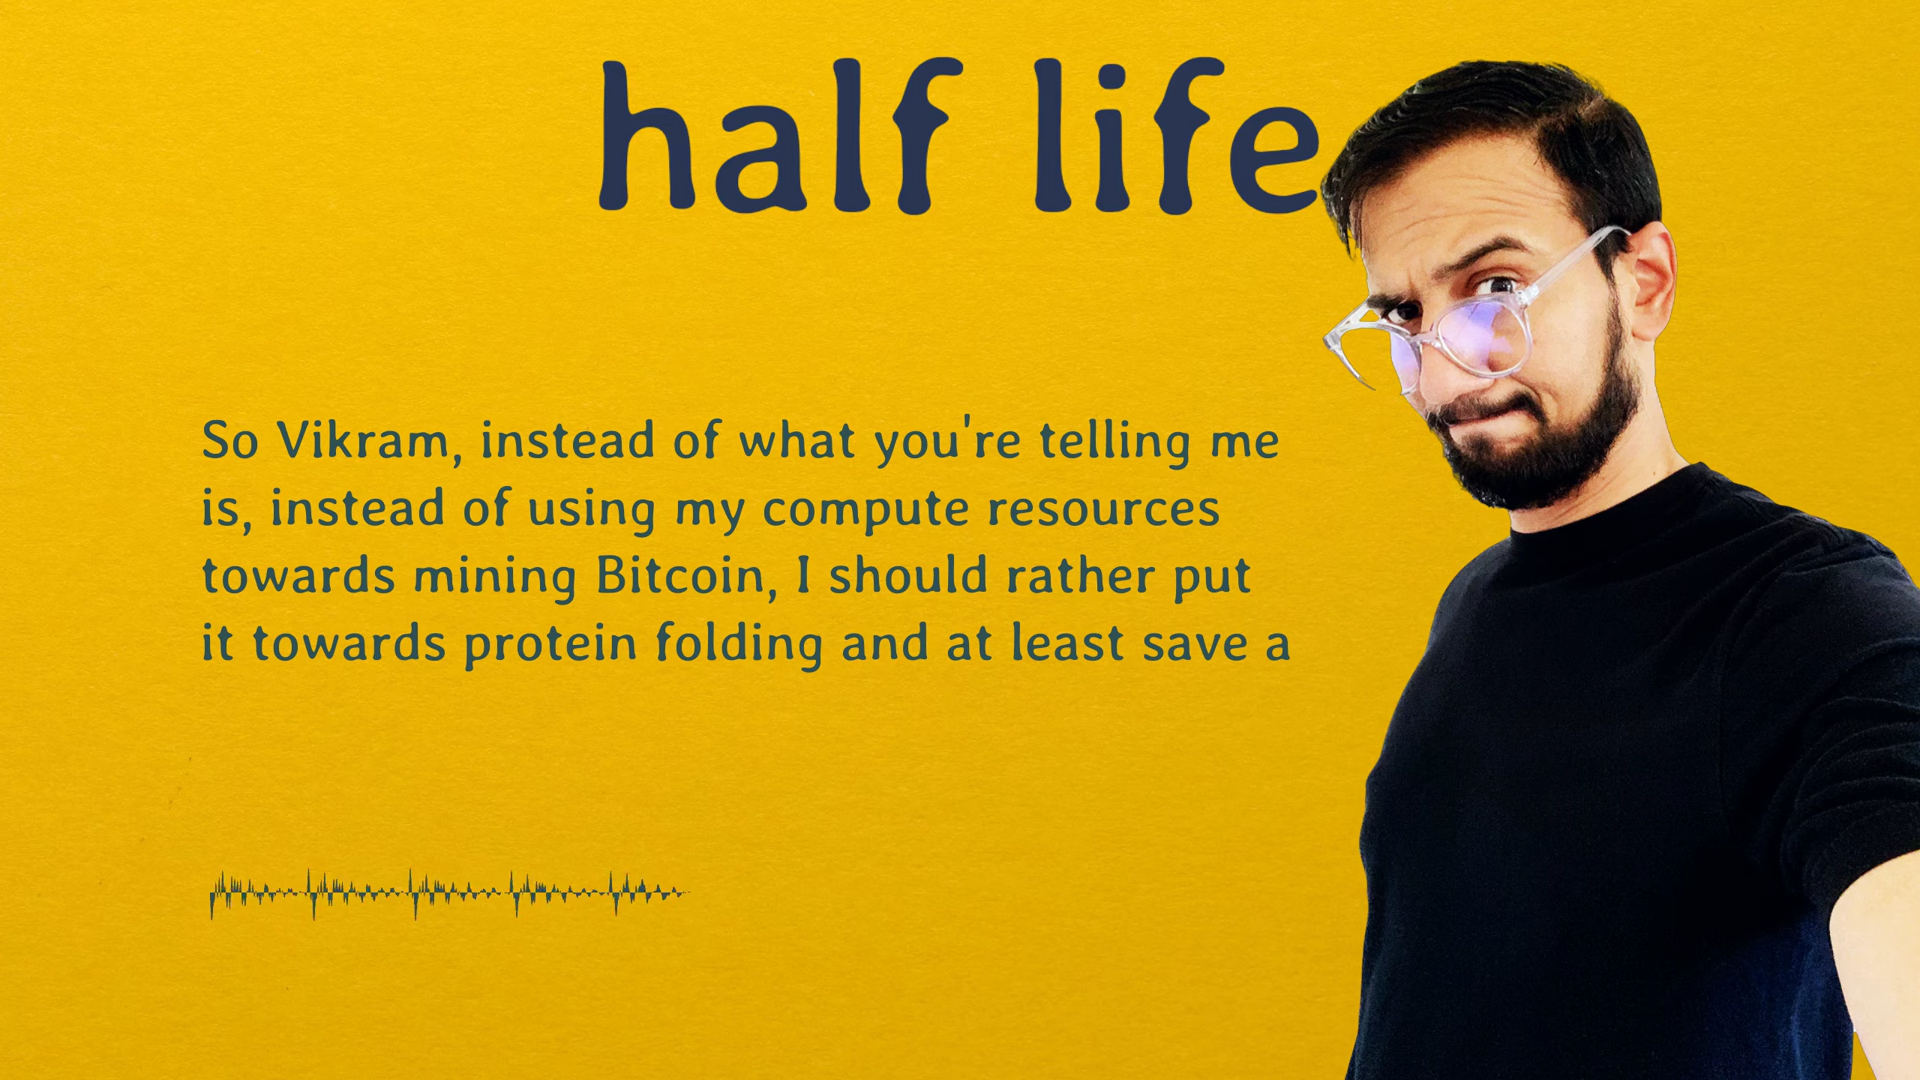 half life
So Vikram, instead of what you're telling me
is, instead of using my compute resources
towards mining Bitcoin, I should rather put
it towards protein folding and at least save a